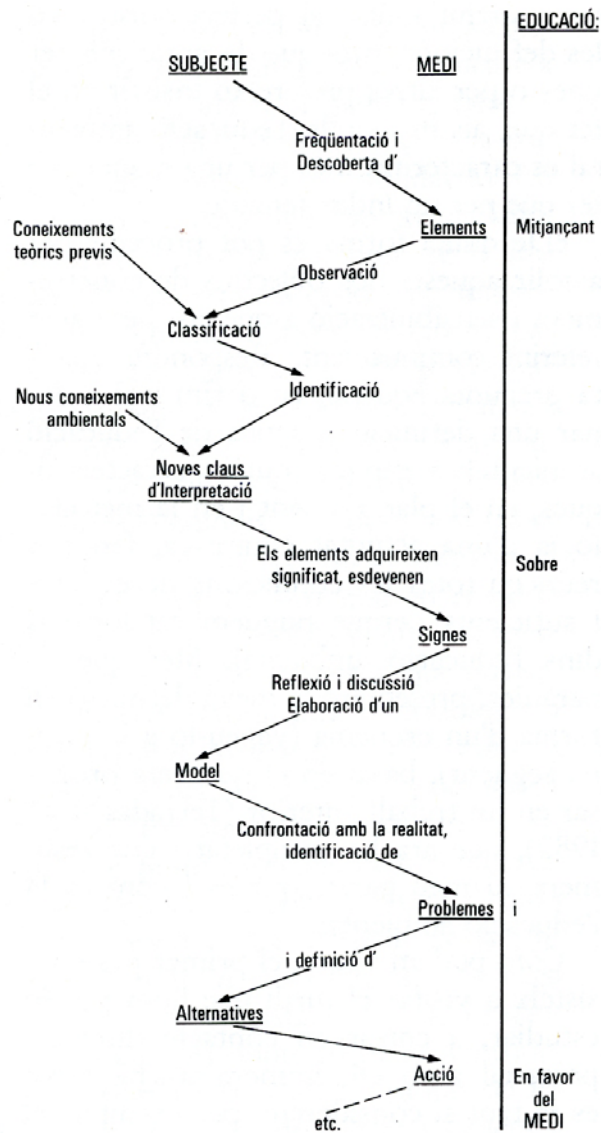 EDUCACIÓ:
SUBJECTE MEDI
Freqüentació i
Descoberta d'
Elements Mitjançant
Coneixements
teòrics previs
Observació
Classificació
Identificació
Nous coneixements
ambientals
Noves claus
d'Interpretació
Els elements adquireixen
significat, esdevenen
Sobre
Signes
Reflexió i discussió
Elaboració d'un
Model
Confrontació amb la realitat,
identificació de
Problemes i
i definició d'
Alternatives
Acció
En favor
del
MEDI
etc.